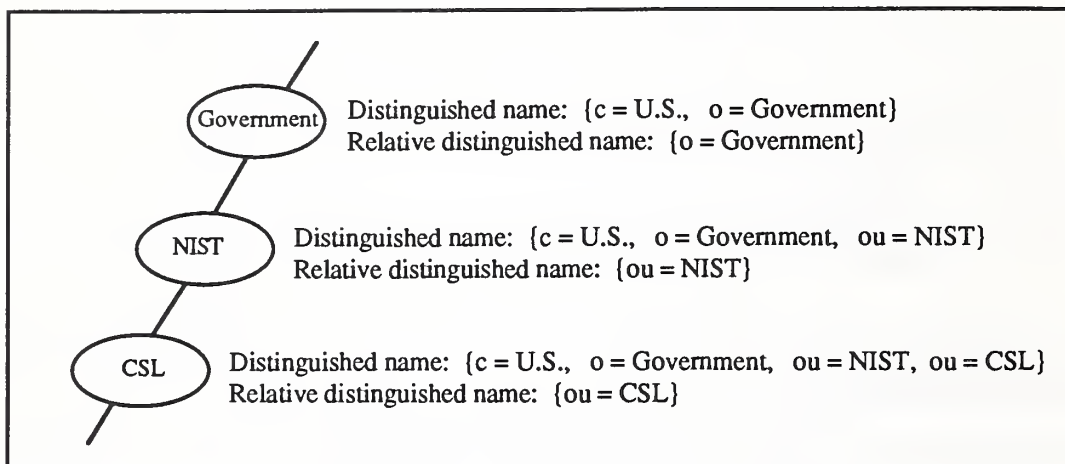 Government
Distinguished name: {c = U.S., o = Government}
Relative distinguished name: {o = Government}
NIST
Distinguished name: {c = U.S., o = Government, ou = NIST}
Relative distinguished name: {ou = NIST}
CSL
Distinguished name: {c = U.S., o = Government, ou = NIST, ou = CSL}
Relative distinguished name: {ou = CSL}